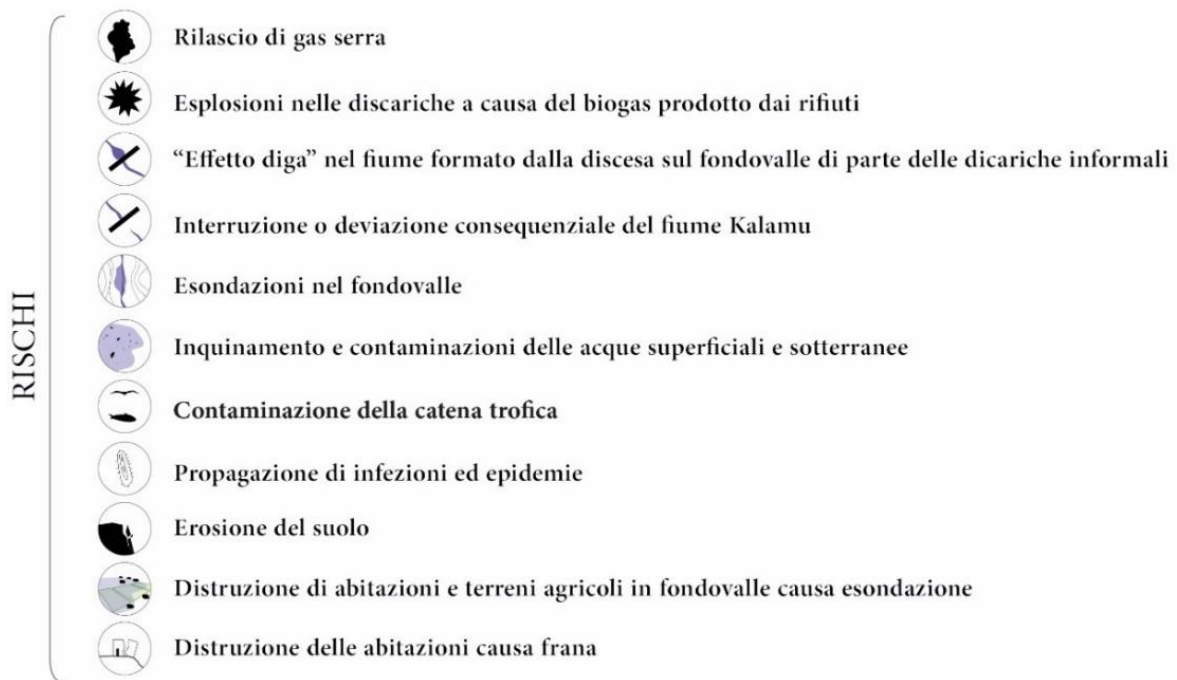 RISCHI
Rilascio di gas serra
Esplosioni nelle discariche a causa del biogas prodotto dai rifiuti
“Effetto diga” nel fiume formato dalla discesa sul fondovalle di parte delle dicariche informali
Interruzione o deviazione consequenziale del fiume Kalamu
Esondazioni nel fondovalle
Inquinamento e contaminazioni delle acque superficiali e sotterranee
Contaminazione della catena trofica
Propagazione di infezioni ed epidemie
Erosione del suolo
Distruzione di abitazioni e terreni agricoli in fondovalle causa esondazione
Distruzione delle abitazioni causa frana